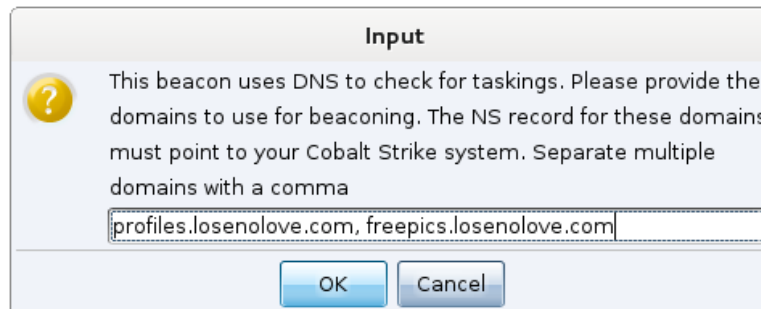 Input
This beacon uses DNS to check for taskings. Please provide the
domains to use for beaconing. The NS record for these domains
must point to your Cobalt Strike system. Separate multiple
domains with a comma
profiles.losenolove.com, freepics.losenolove.com
OK Cancel